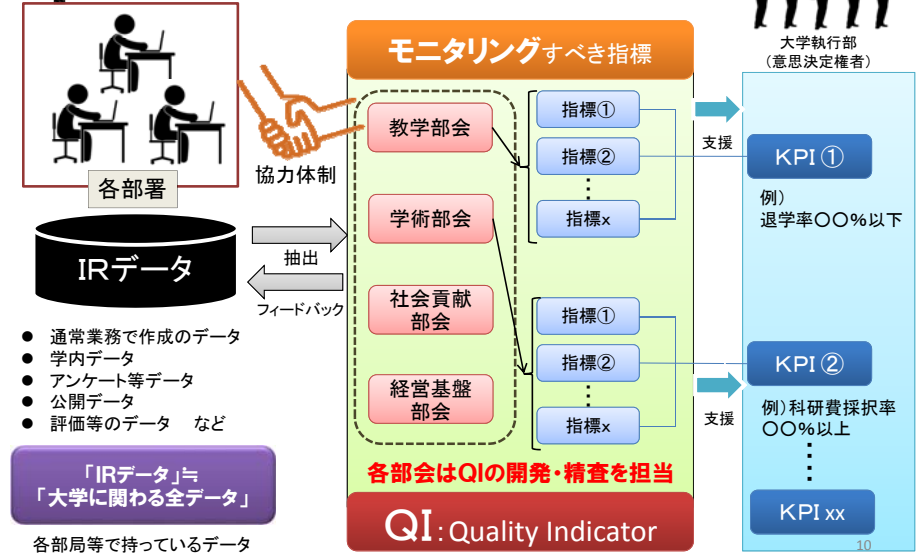 各部署
協力体制
IRデータ
抽出
フィードバック
● 通常業務で作成のデータ
● 学内データ
● アンケート等データ
● 公開データ
● 評価等のデータ など
「IRデータ」≒
「大学に関わる全データ」
各部局等で持っているデータ
モニタリングすべき指標
教学部会
学術部会
社会貢献
部会
経営基盤
部会
指標①
指標②
⋮
指標x
指標①
指標②
⋮
指標x
各部会はQIの開発・精査を担当
QI:Quality Indicator
支援
支援
大学執行部
(意思決定権者)
KPI①
例)
退学率〇〇%以下
KPI②
例)科研費採択率
〇〇%以上
⋮
KPI xx
10